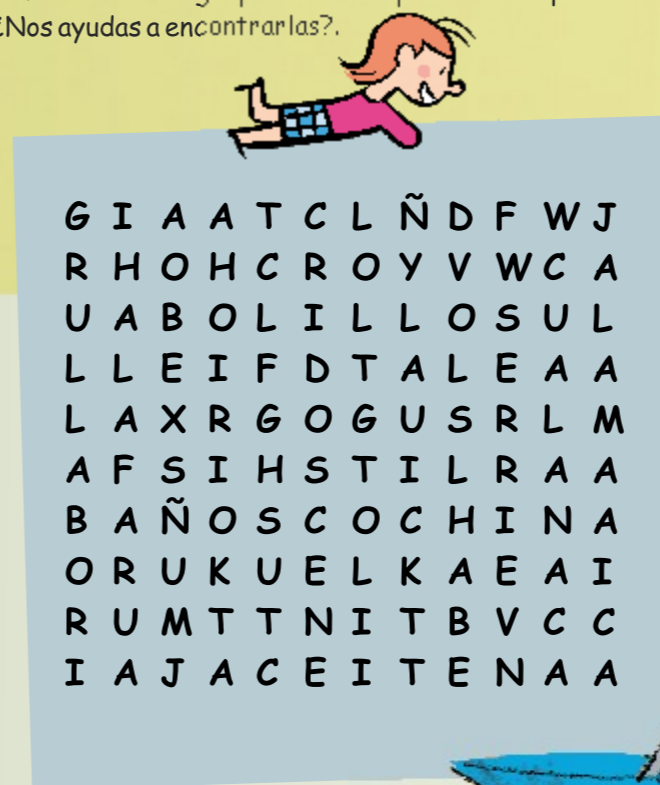 ¿Nos ayudas a encontrarlas?.
G I A A T C L Ñ D F W J
R H O H C R O Y V W C A
U A B O L I L L O S U L
L L E I F D T A L E A A
L A X R G O G U S R L M
A F S I H S T I L R A A
B A Ñ O S C O C H I N A
O R U K U E L K A E A I
R U M T T N I T B V C C
I A J A C E I T E N A A